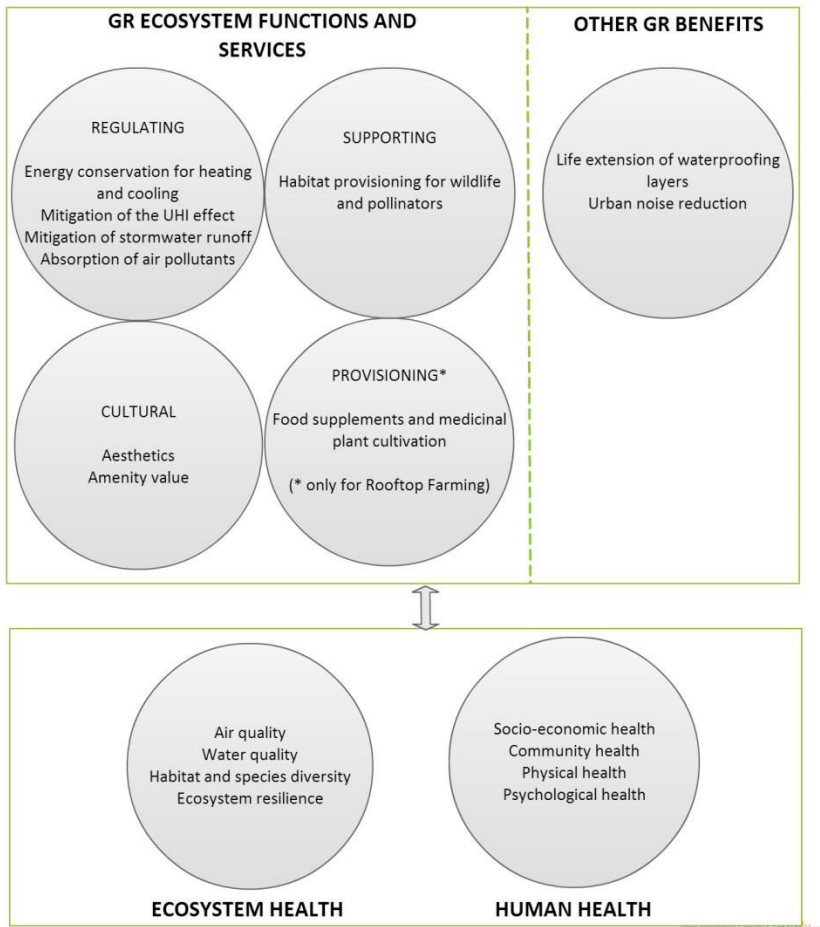 GR ECOSYSTEM FUNCTIONS AND
SERVICES
OTHER GR BENEFITS
REGULATING
Energy conservation for heating
and cooling
Mitigation of the UHI effect
Mitigation of stormwater runoff
Absorption of air pollutants
SUPPORTING
Habitat provisioning for wildlife
and pollinators
Life extension of waterproofing
layers
Urban noise reduction
CULTURAL
Aesthetics
Amenity value
PROVISIONING*
Food supplements and medicinal
plant cultivation
(* only for Rooftop Farming)
Air quality
Water quality
Habitat and species diversity
Ecosystem resilience
Socio-economic health
Community health
Physical health
Psychological health
ECOSYSTEM HEALTH
HUMAN HEALTH